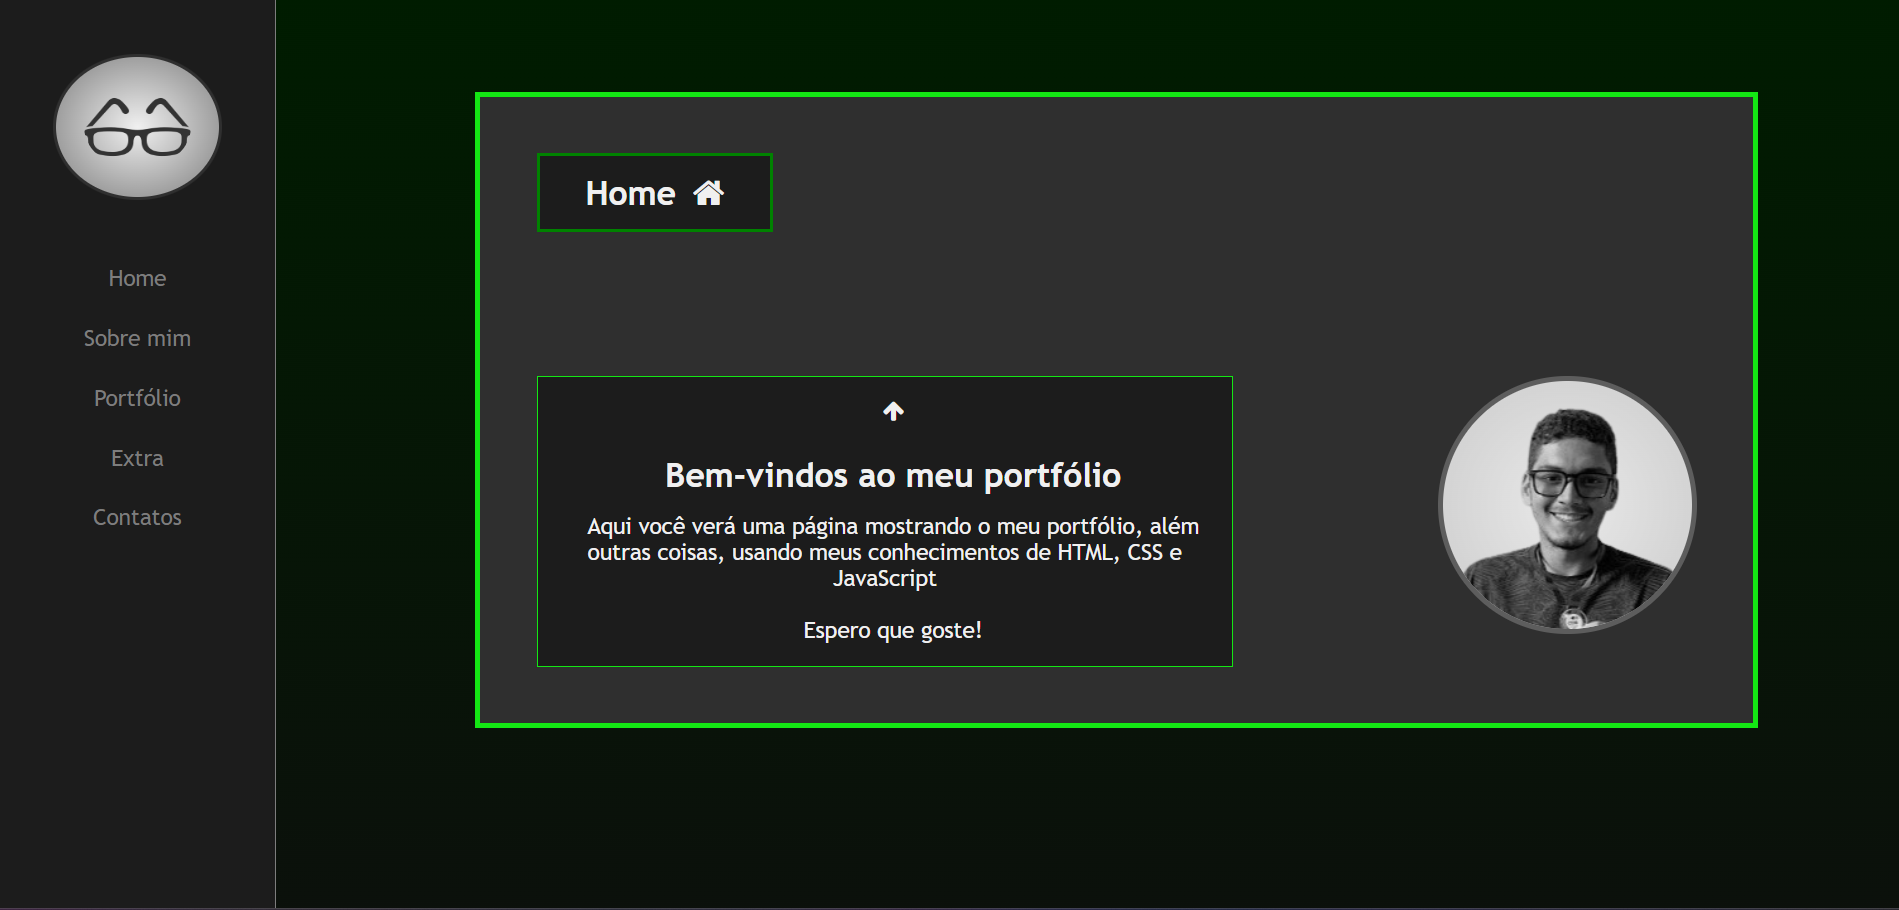 Home
Sobre mim
Portfólio
Extra
Contatos
Home
Bem-vindos ao meu portfólio
Aqui você verá uma página mostrando o meu portfólio, além
outras coisas, usando meus conhecimentos de HTML, CSS e
JavaScript
Espero que goste!